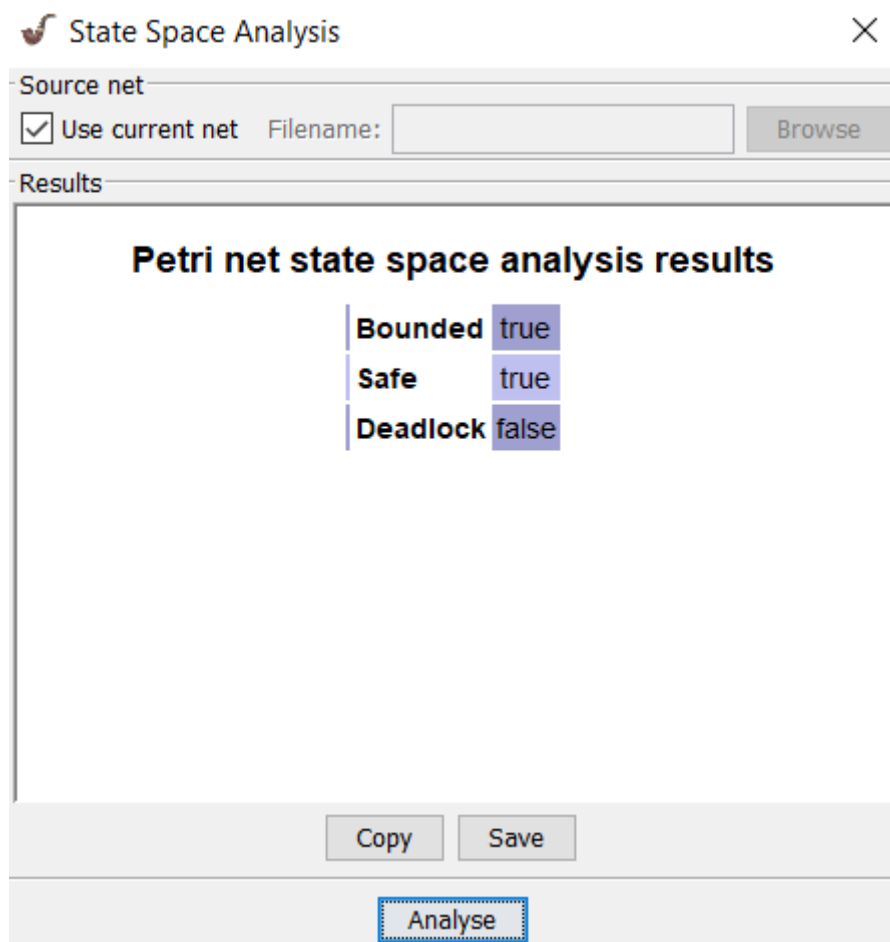 State Space Analysis
Source net
Use current net Filename: Browse
Results
Petri net state space analysis results
Bounded true
Safe true
Deadlock false
Copy Save
Analyse